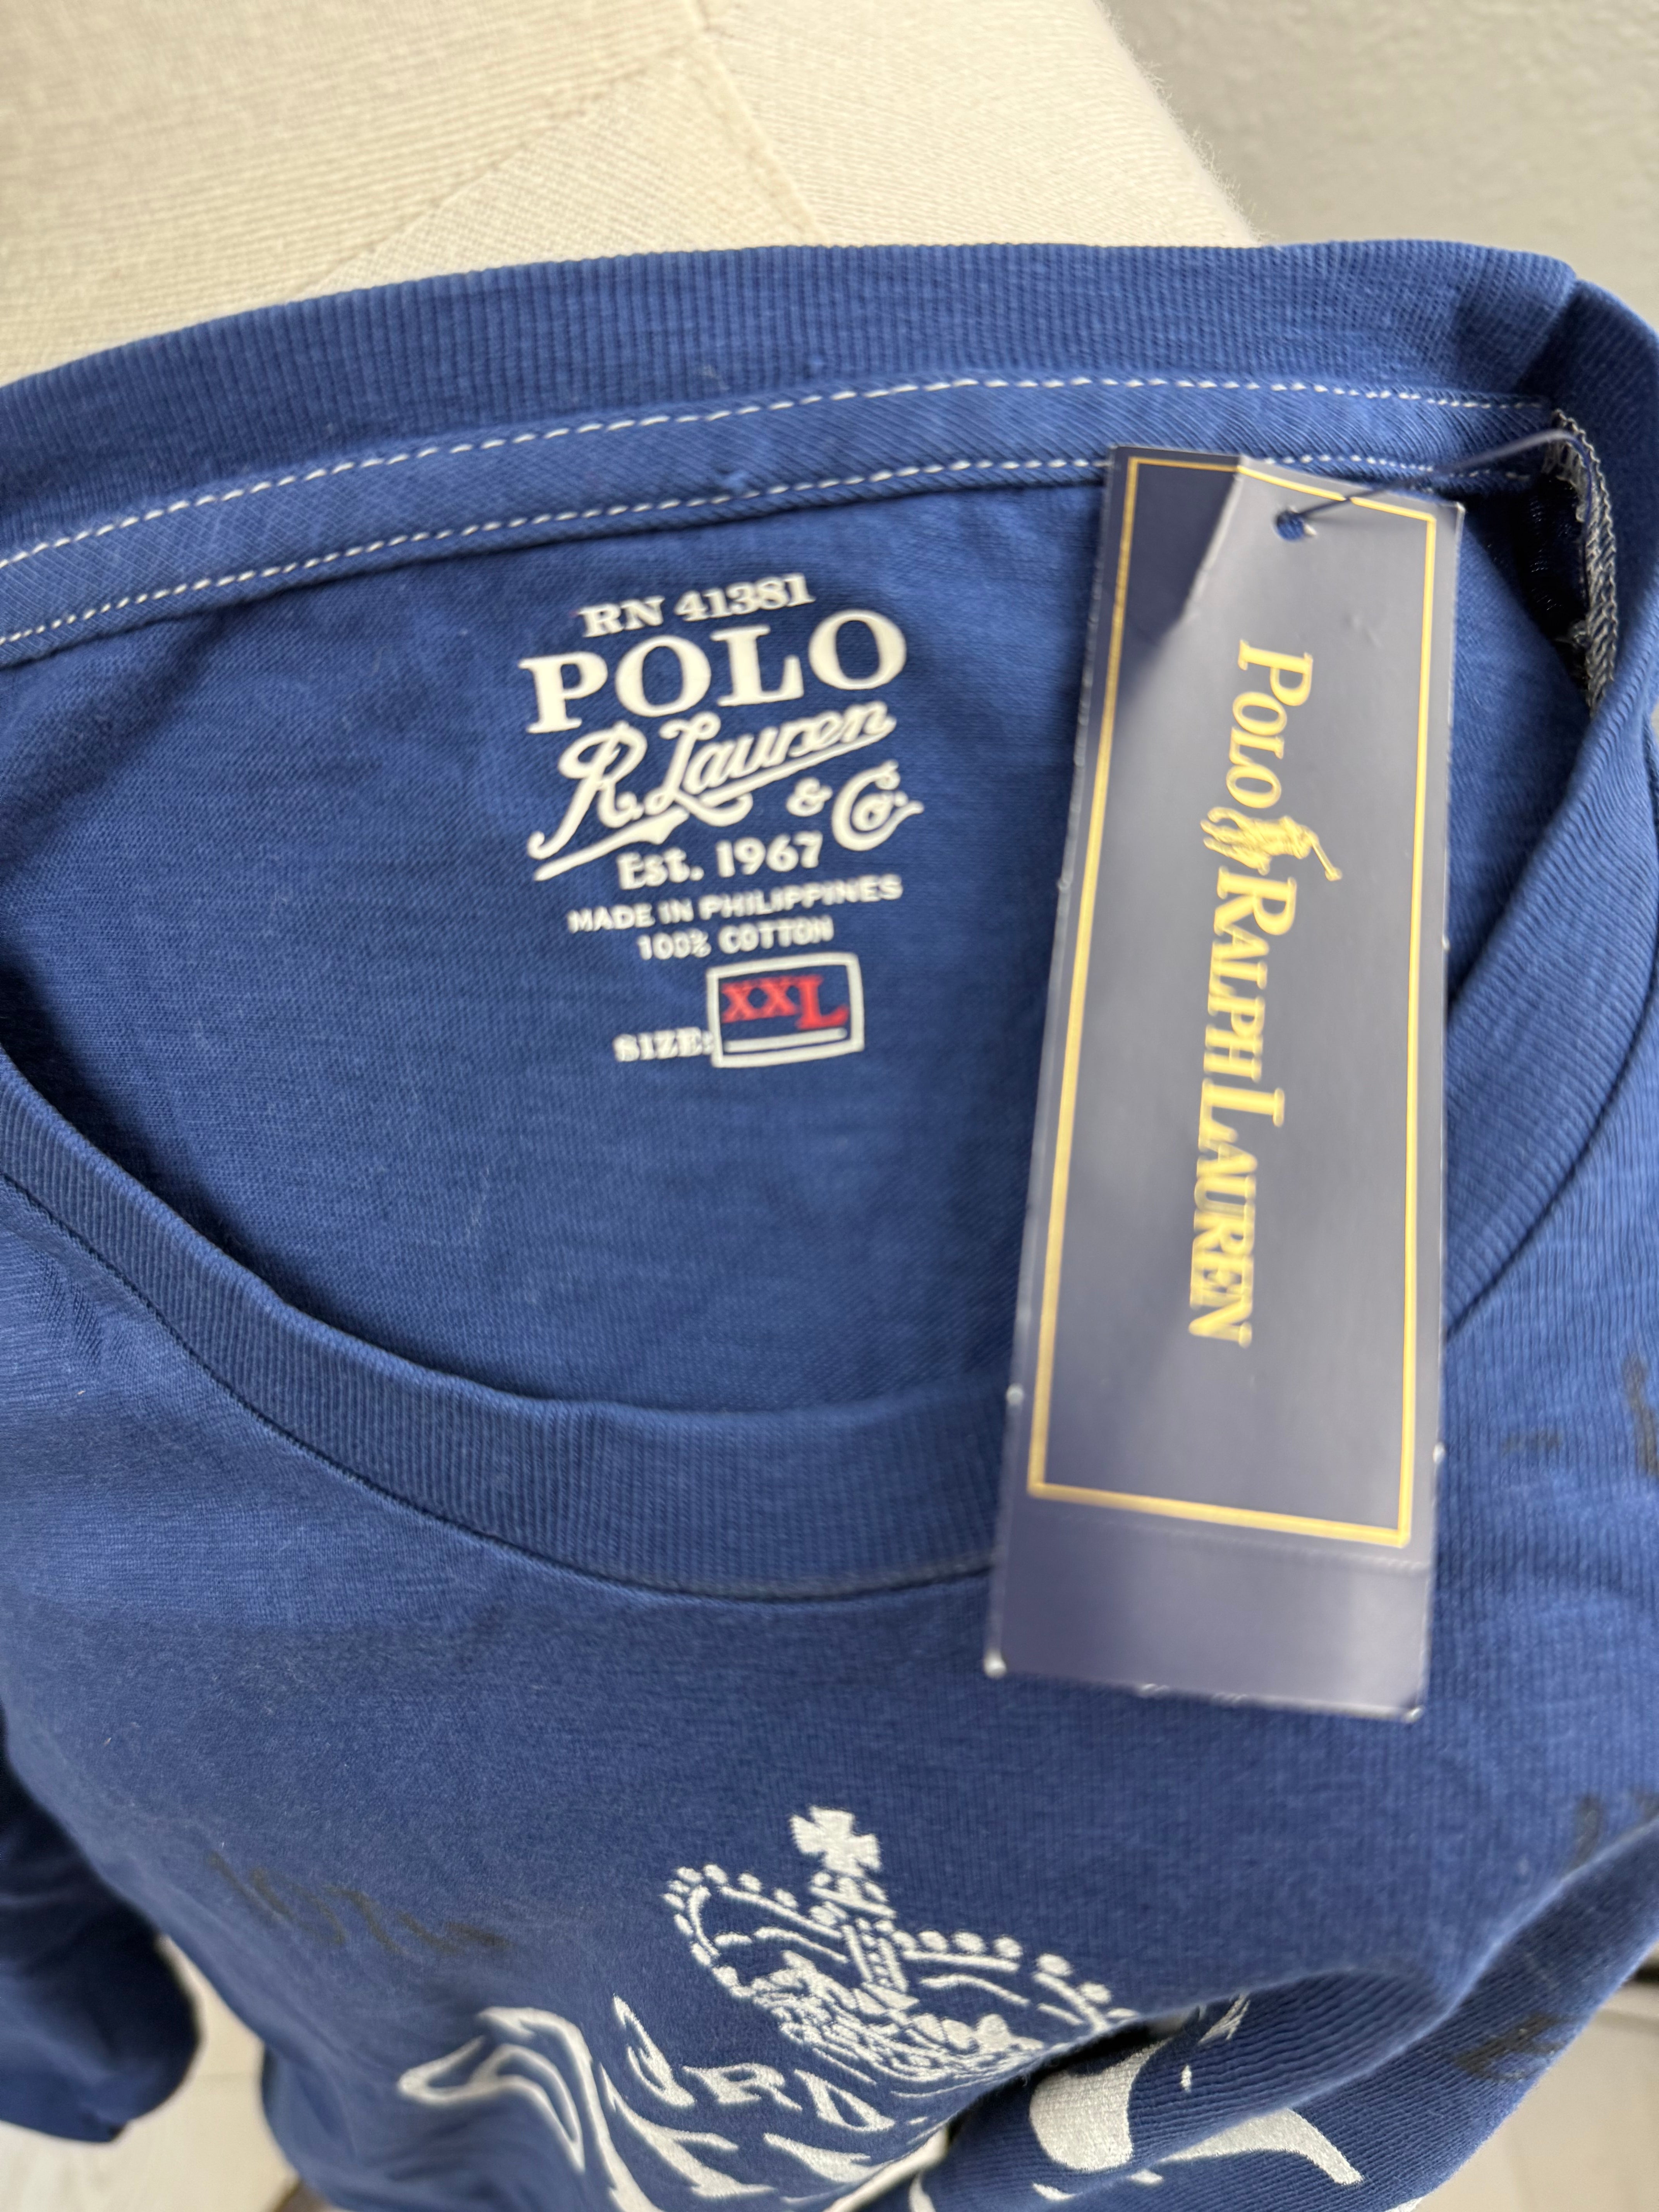 RN 41381
POLO
R. Lauren
& Co.
Est. 1967
MADE IN PHILIPPINES
100% COTTON
SIZE: XXL
POLO RALPH LAUREN